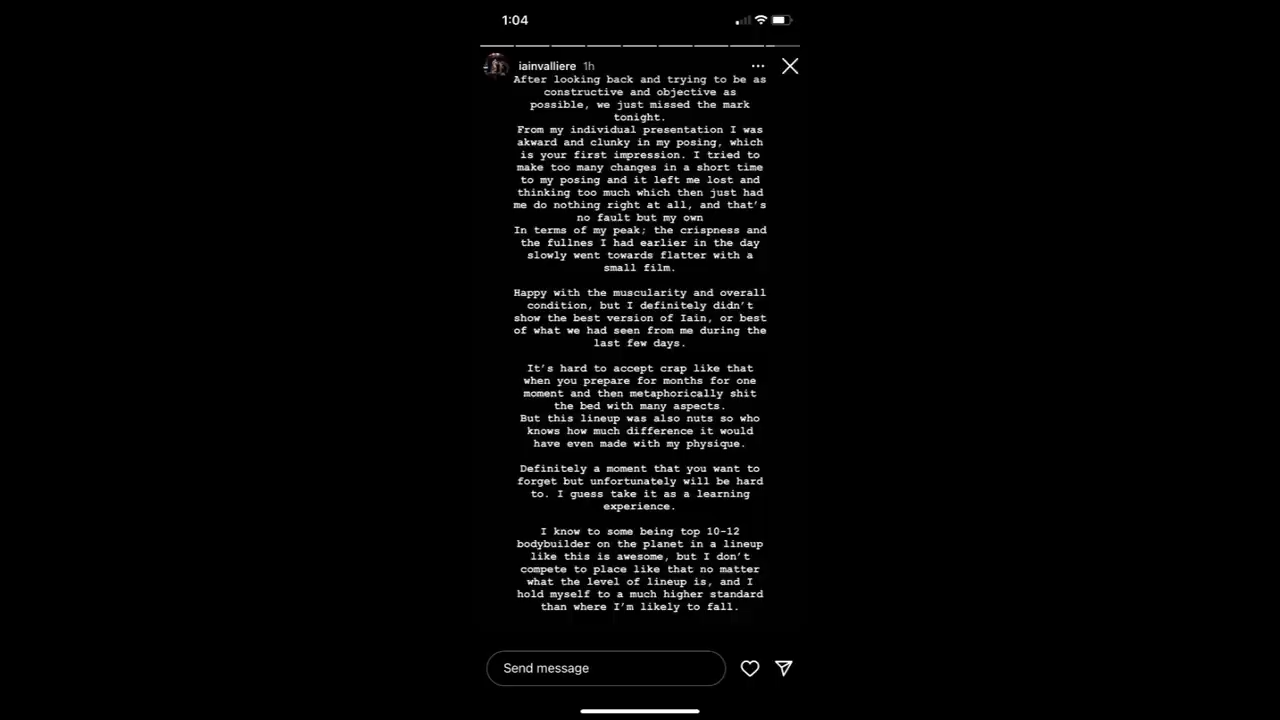 1:04
iainvalliere 1h
After looking back and trying to be as
constructive and objective as
possible, we just missed the mark
tonight.
From my individual presentation I was
akward and clunky in my posing, which
is your first impression. I tried to
make too many changes in a short time
to my posing and it left me lost and
thinking too much which then just had
me do nothing right at all, and that's
no fault but my own
In terms of my peak; the crispness and
the fullnes I had earlier in the day
slowly went towards flatter with a
small film.
Happy with the muscularity and overall
condition, but I definitely didn't
show the best version of Iain, or best
of what we had seen from me during the
last few days.
It's hard to accept crap like that
when you prepare for months for one
moment and then metaphorically shit
the bed with many aspects.
But this lineup was also nuts so who
knows how much difference it would
have even made with my physique.
Definitely a moment that you want to
forget but unfortunately will be hard
to. I guess take it as a learning
experience.
I know to some being top 10-12
bodybuilder on the planet in a lineup
like this is awesome, but I don't
compete to place like that no matter
what the level of lineup is, and I
hold myself to a much higher standard
than where I'm likely to fall.
Send message